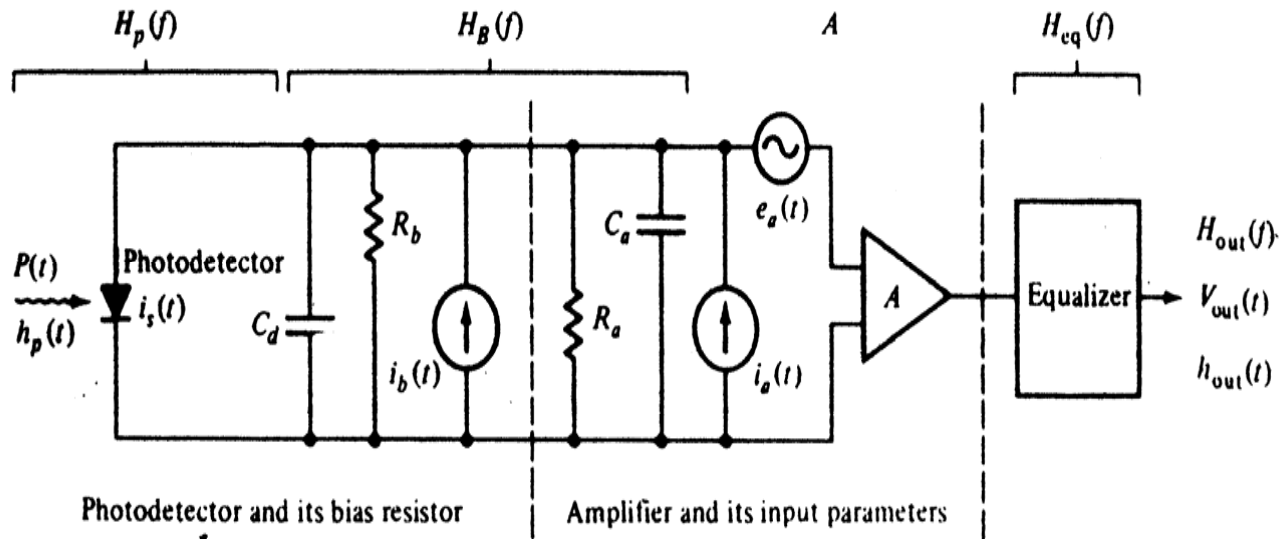 H_p(f) H_B(f) A H_eq(f)
e_a(t)
R_b C_a
P(t) Photodetector
i_s(t)
h_p(t)
C_d
i_b(t)
R_a
i_a(t)
A
Equalizer
H_out(f)
V_out(t)
h_out(t)
Photodetector and its bias resistor
Amplifier and its input parameters